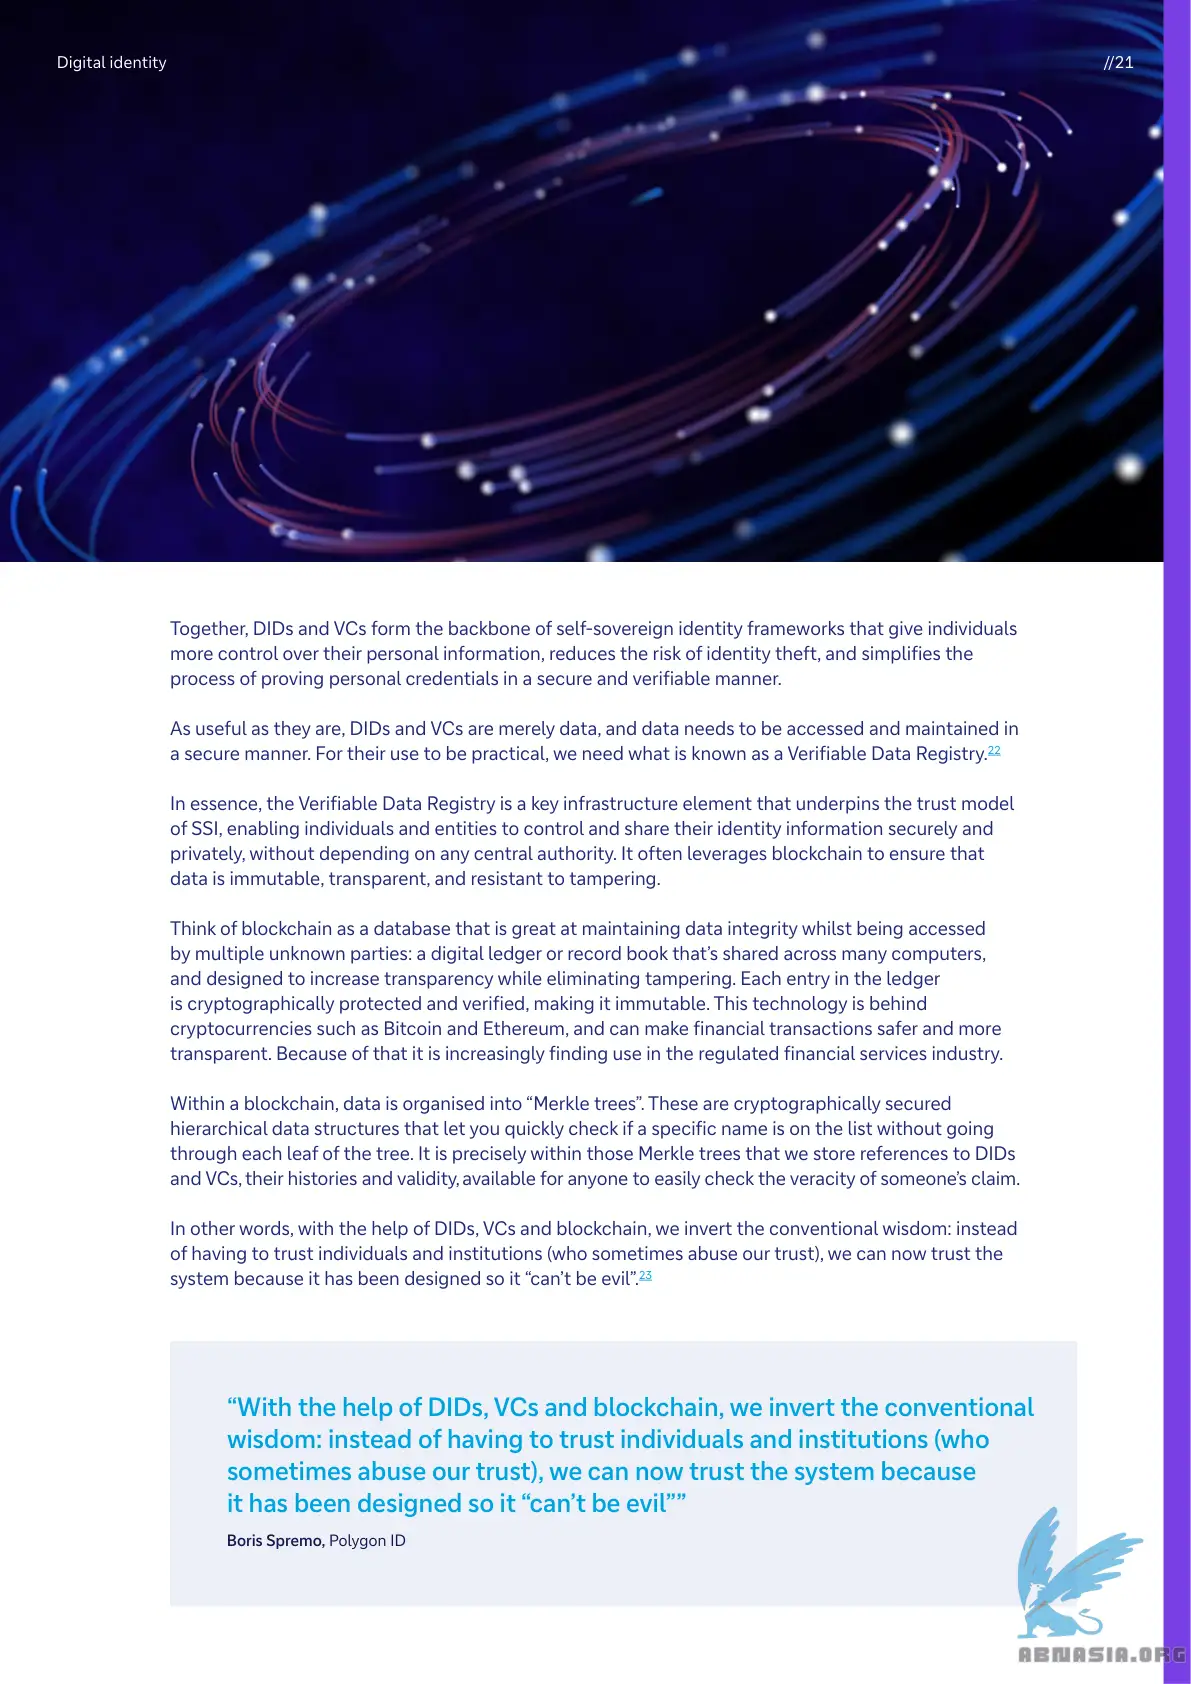 Digital identity
//21
Together, DIDs and VCs form the backbone of self-sovereign identity frameworks that give individuals
more control over their personal information, reduces the risk of identity theft, and simplifies the
process of proving personal credentials in a secure and verifiable manner.
As useful as they are, DIDs and VCs are merely data, and data needs to be accessed and maintained in
a secure manner. For their use to be practical, we need what is known as a Verifiable Data Registry.22
In essence, the Verifiable Data Registry is a key infrastructure element that underpins the trust model
of SSI, enabling individuals and entities to control and share their identity information securely and
privately, without depending on any central authority. It often leverages blockchain to ensure that
data is immutable, transparent, and resistant to tampering.
Think of blockchain as a database that is great at maintaining data integrity whilst being accessed
by multiple unknown parties: a digital ledger or record book that’s shared across many computers,
and designed to increase transparency while eliminating tampering. Each entry in the ledger
is cryptographically protected and verified, making it immutable. This technology is behind
cryptocurrencies such as Bitcoin and Ethereum, and can make financial transactions safer and more
transparent. Because of that it is increasingly finding use in the regulated financial services industry.
Within a blockchain, data is organised into “Merkle trees”. These are cryptographically secured
hierarchical data structures that let you quickly check if a specific name is on the list without going
through each leaf of the tree. It is precisely within those Merkle trees that we store references to DIDs
and VCs, their histories and validity, available for anyone to easily check the veracity of someone’s claim.
In other words, with the help of DIDs, VCs and blockchain, we invert the conventional wisdom: instead
of having to trust individuals and institutions (who sometimes abuse our trust), we can now trust the
system because it has been designed so it “can’t be evil”.23
“With the help of DIDs, VCs and blockchain, we invert the conventional
wisdom: instead of having to trust individuals and institutions (who
sometimes abuse our trust), we can now trust the system because
it has been designed so it “can’t be evil””
Boris Spremo, Polygon ID
ABNASIA.ORG